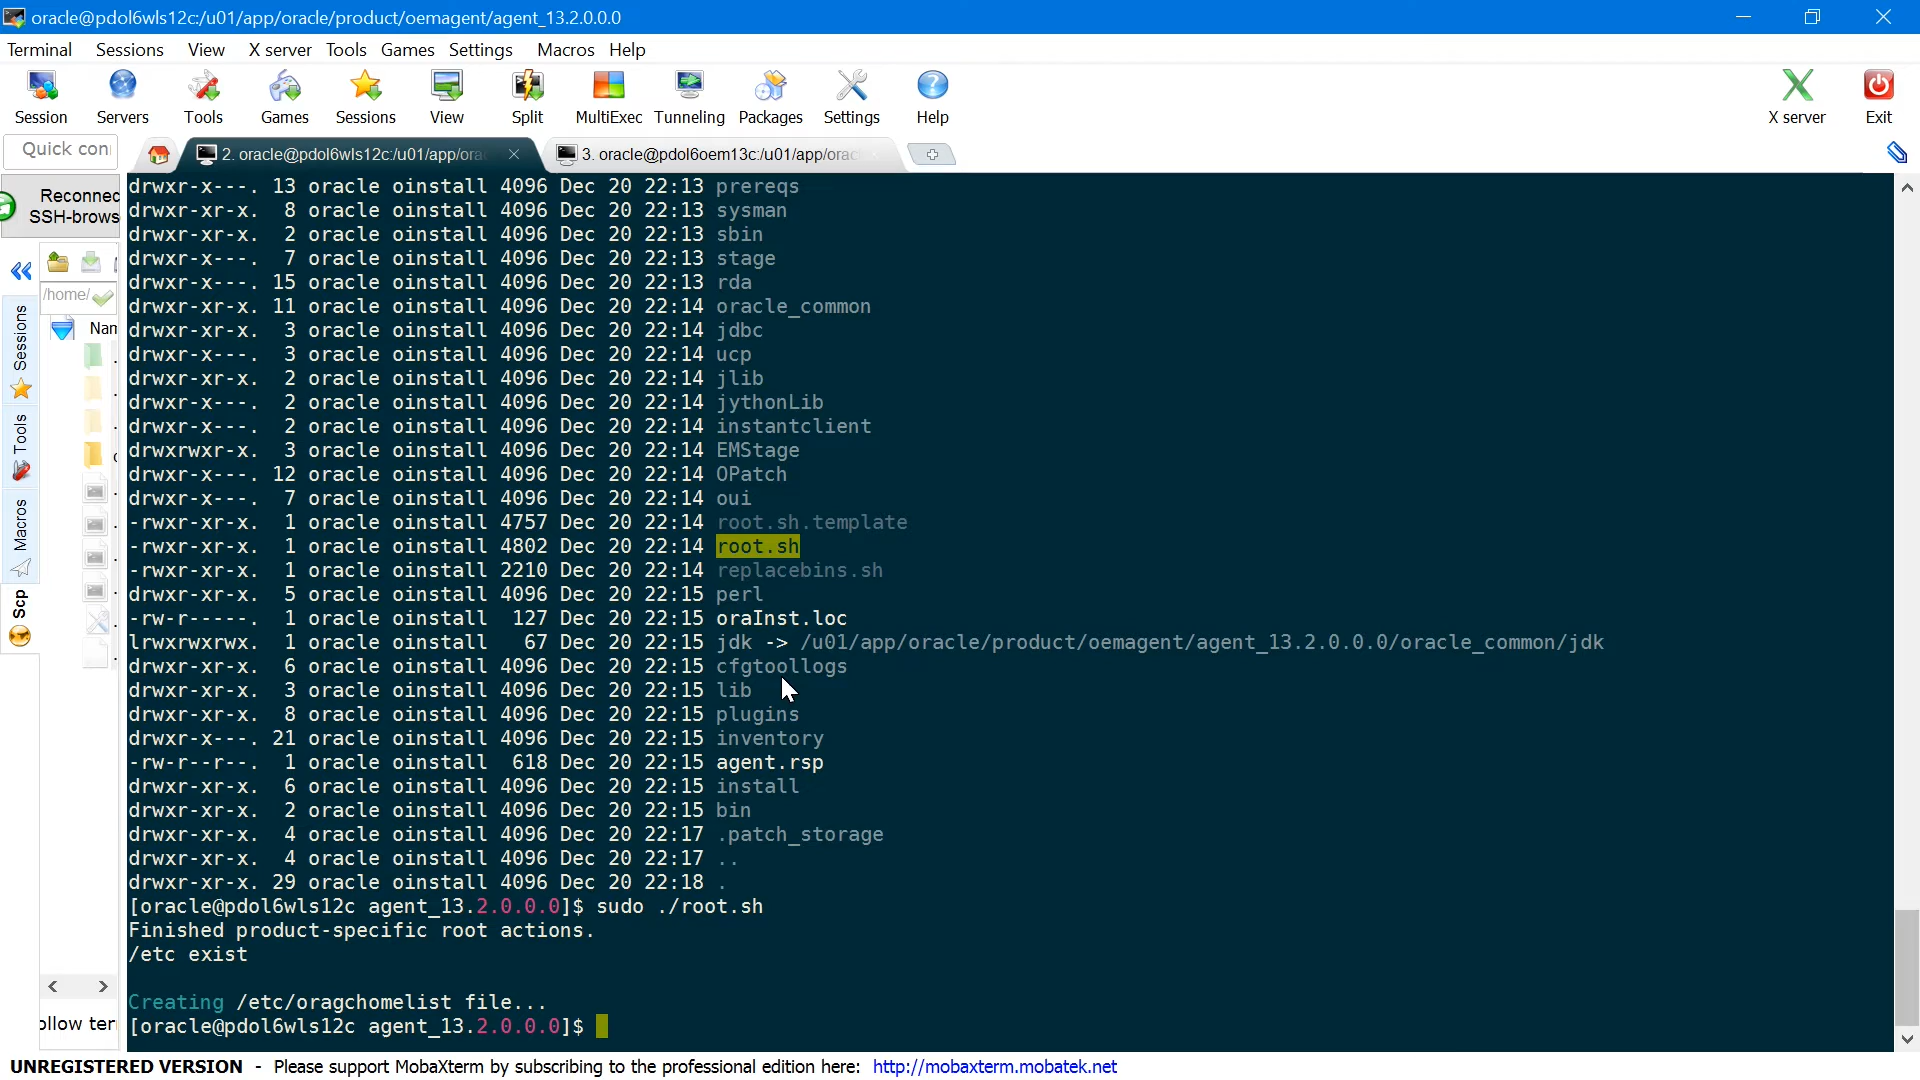 oracle@pdol6wls12c:/u01/app/oracle/product/oemagent/agent_13.2.0.0.0
Terminal Sessions View X server Tools Games Settings Macros Help
Session Servers Tools Games Sessions View Split MultiExec Tunneling Packages Settings Help X server Exit
Quick con
2. oracle@pdol6wls12c:/u01/app/ora
3. oracle@pdol6oem13c:/u01/app/orac
Reconnec
SSH-brows
/home/
Nam
Sessions
Tools
Macros
Scp
ollow ter
drwxr-x---. 13 oracle oinstall 4096 Dec 20 22:13 prereqs
drwxr-xr-x. 8 oracle oinstall 4096 Dec 20 22:13 sysman
drwxr-xr-x. 2 oracle oinstall 4096 Dec 20 22:13 sbin
drwxr-x---. 7 oracle oinstall 4096 Dec 20 22:13 stage
drwxr-x---. 15 oracle oinstall 4096 Dec 20 22:13 rda
drwxr-xr-x. 11 oracle oinstall 4096 Dec 20 22:14 oracle_common
drwxr-xr-x. 3 oracle oinstall 4096 Dec 20 22:14 jdbc
drwxr-x---. 3 oracle oinstall 4096 Dec 20 22:14 ucp
drwxr-xr-x. 2 oracle oinstall 4096 Dec 20 22:14 jlib
drwxr-x---. 2 oracle oinstall 4096 Dec 20 22:14 jythonLib
drwxr-x---. 2 oracle oinstall 4096 Dec 20 22:14 instantclient
drwxrwxr-x. 3 oracle oinstall 4096 Dec 20 22:14 EMStage
drwxr-x---. 12 oracle oinstall 4096 Dec 20 22:14 OPatch
drwxr-x---. 7 oracle oinstall 4096 Dec 20 22:14 oui
-rwxr-xr-x. 1 oracle oinstall 4757 Dec 20 22:14 root.sh.template
-rwxr-xr-x. 1 oracle oinstall 4802 Dec 20 22:14 root.sh
-rwxr-xr-x. 1 oracle oinstall 2210 Dec 20 22:14 replacebins.sh
drwxr-xr-x. 5 oracle oinstall 4096 Dec 20 22:15 perl
-rw-r-----. 1 oracle oinstall 127 Dec 20 22:15 oraInst.loc
lrwxrwxrwx. 1 oracle oinstall 67 Dec 20 22:15 jdk -> /u01/app/oracle/product/oemagent/agent_13.2.0.0.0/oracle_common/jdk
drwxr-xr-x. 6 oracle oinstall 4096 Dec 20 22:15 cfgtoollogs
drwxr-xr-x. 3 oracle oinstall 4096 Dec 20 22:15 lib
drwxr-xr-x. 8 oracle oinstall 4096 Dec 20 22:15 plugins
drwxr-x---. 21 oracle oinstall 4096 Dec 20 22:15 inventory
-rw-r--r--. 1 oracle oinstall 618 Dec 20 22:15 agent.rsp
drwxr-xr-x. 6 oracle oinstall 4096 Dec 20 22:15 install
drwxr-xr-x. 2 oracle oinstall 4096 Dec 20 22:15 bin
drwxr-xr-x. 4 oracle oinstall 4096 Dec 20 22:17 .patch_storage
drwxr-xr-x. 4 oracle oinstall 4096 Dec 20 22:17 ..
drwxr-xr-x. 29 oracle oinstall 4096 Dec 20 22:18 .
[oracle@pdol6wls12c agent_13.2.0.0.0]$ sudo ./root.sh
Finished product-specific root actions.
/etc exist
Creating /etc/oragchomelist file...
[oracle@pdol6wls12c agent_13.2.0.0.0]$
UNREGISTERED VERSION - Please support MobaXterm by subscribing to the professional edition here: http://mobaxterm.mobatek.net